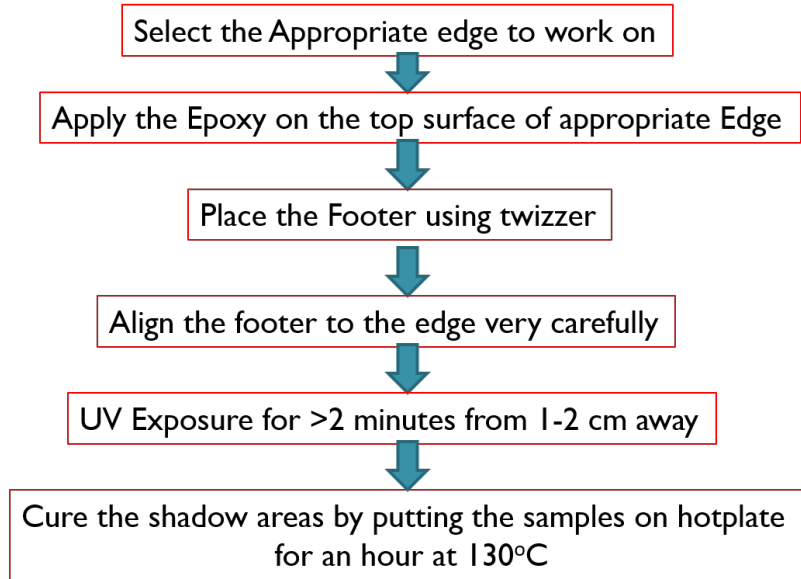 Select the Appropriate edge to work on
Apply the Epoxy on the top surface of appropriate Edge
Place the Footer using twizzer
Align the footer to the edge very carefully
UV Exposure for >2 minutes from 1-2 cm away
Cure the shadow areas by putting the samples on hotplate
for an hour at 130°C